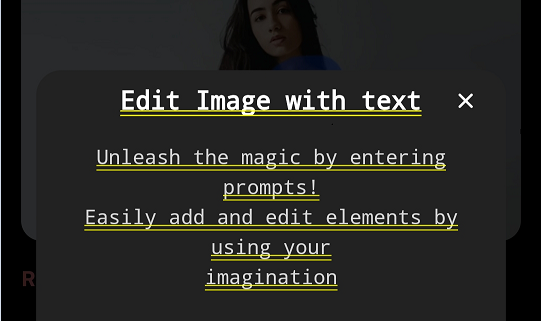 Edit Image with text
Unleash the magic by entering
prompts!
Easily add and edit elements by
using your
imagination